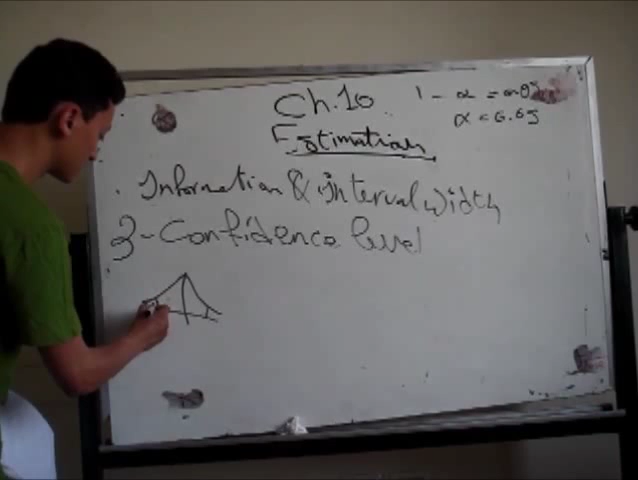 Ch.10
1 - α = 0.95
α = 0.05
Estimation
. Information & interval width
3-Confidence level